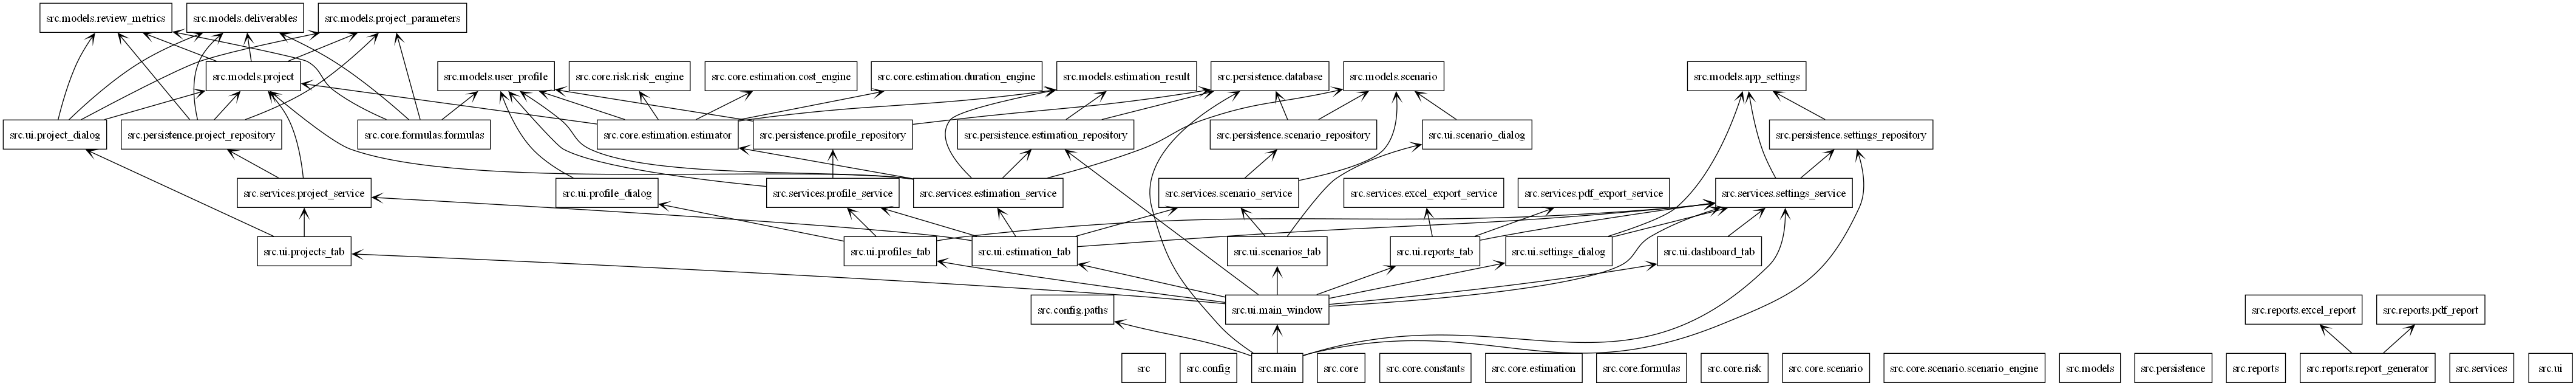 src.models.review_metrics
src.models.deliverables
src.models.project_parameters
src.models.project
src.models.user_profile
src.core.risk.risk_engine
src.core.estimation.cost_engine
src.core.estimation.duration_engine
src.models.estimation_result
src.persistence.database
src.models.scenario
src.models.app_settings
src.ui.project_dialog
src.persistence.project_repository
src.core.formulas.formulas
src.core.estimation.estimator
src.persistence.profile_repository
src.persistence.estimation_repository
src.persistence.scenario_repository
src.ui.scenario_dialog
src.persistence.settings_repository
src.services.project_service
src.ui.profile_dialog
src.services.profile_service
src.services.estimation_service
src.services.scenario_service
src.services.excel_export_service
src.services.pdf_export_service
src.services.settings_service
src.ui.projects_tab
src.ui.profiles_tab
src.ui.estimation_tab
src.ui.scenarios_tab
src.ui.reports_tab
src.ui.settings_dialog
src.ui.dashboard_tab
src.config.paths
src.ui.main_window
src.reports.excel_report
src.reports.pdf_report
src
src.config
src.main
src.core
src.core.constants
src.core.estimation
src.core.formulas
src.core.risk
src.core.scenario
src.core.scenario.scenario_engine
src.models
src.persistence
src.reports
src.reports.report_generator
src.services
src.ui